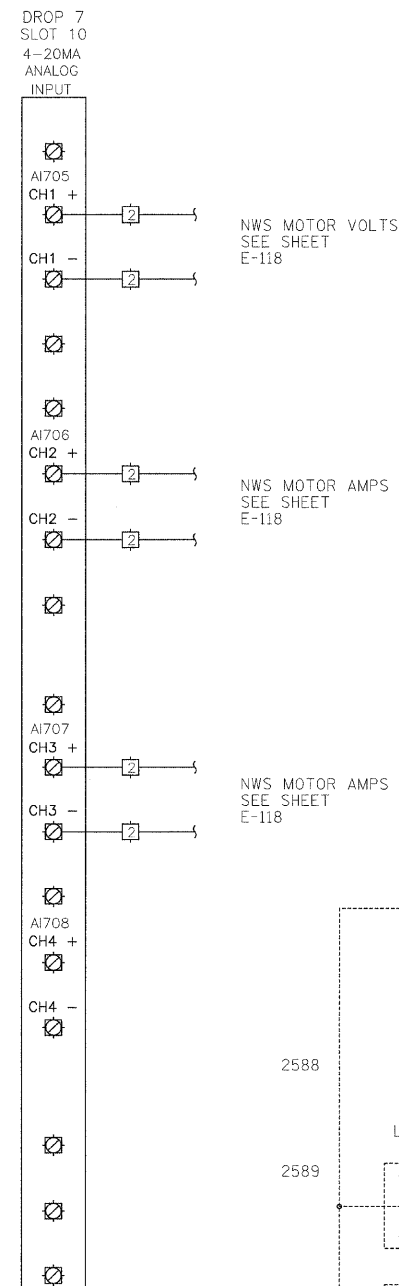 DROP 7
SLOT 10
4-20MA
ANALOG
INPUT
AI705
CH1 +
2
NWS MOTOR VOLTS
SEE SHEET
E-118
CH1 -
2
AI706
CH2 +
2
NWS MOTOR AMPS
SEE SHEET
E-118
CH2 -
2
AI707
CH3 +
2
NWS MOTOR AMPS
SEE SHEET
E-118
CH3 -
2
AI708
CH4 +
CH4 -
2588
L
2589